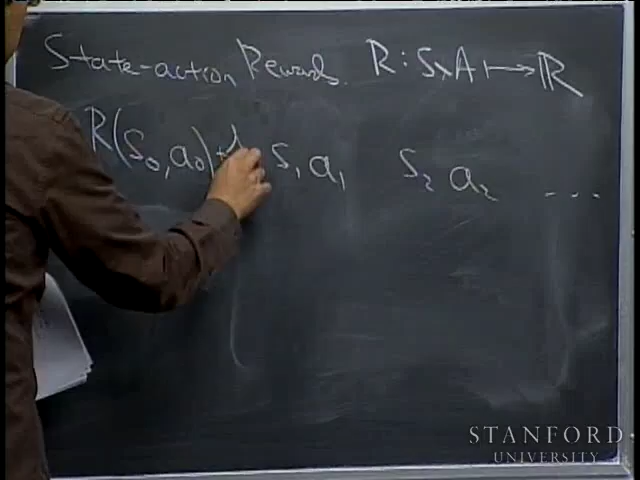 State-action Rewards. R: S×A ↦ ℝ
R(s₀, a₀) + s₁ a₁ s₂ a₂ ...
STANFORD
UNIVERSITY